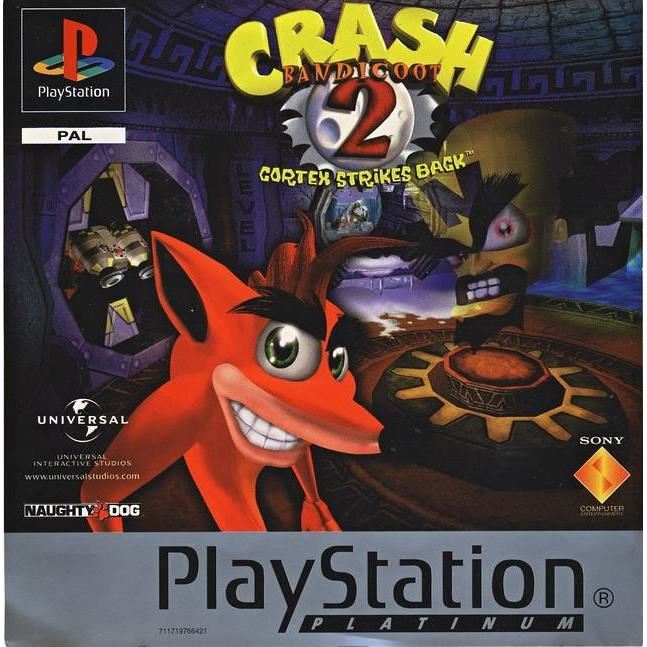 PlayStation
PAL
CRASH
BANDICOOT
2
CORTEX STRIKES BACK™
LEVEL
UNIVERSAL
UNIVERSAL
INTERACTIVE STUDIOS
www.universalstudios.com
NAUGHTY DOG
SONY
COMPUTER
ENTERTAINMENT
PlayStation®
PLATINUM
711719766421